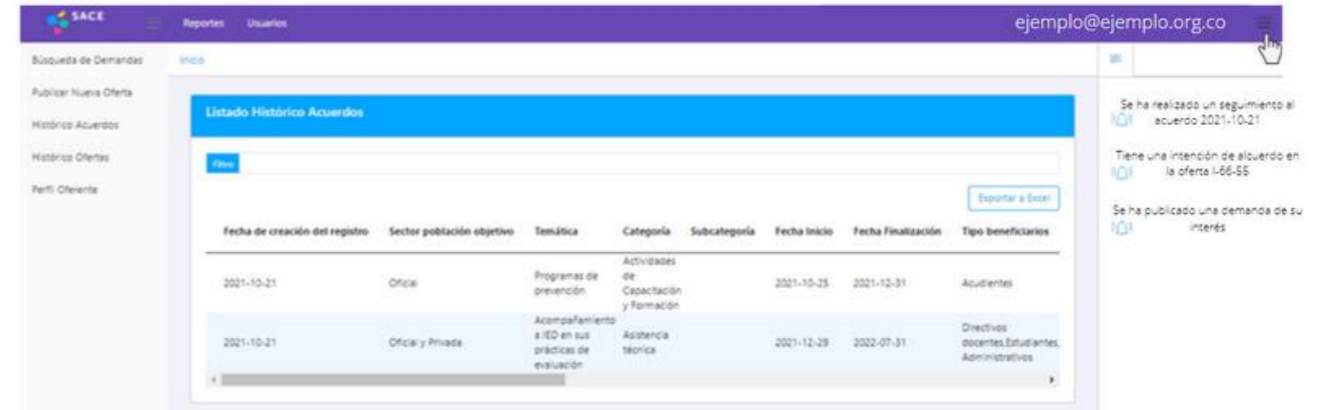 SACE
Reportes Usuarios
ejemplo@ejemplo.org.co
Búsqueda de Demandas
Publicar Nueva Oferta
Histórico Acuerdos
Histórico Ofertas
Perfil Oferente
Inicio
Listado Histórico Acuerdos
Filtro
Exportar a Excel
Fecha de creación del registro Sector población objetivo Temática Categoría Subcategoría Fecha Inicio Fecha Finalización Tipo beneficiarios
2021-10-21 Oficial Programas de prevención Actividades de Capacitación y Formación 2021-10-25 2021-12-31 Acudientes
2021-10-21 Oficial y Privada Acompañamiento a IED en sus prácticas de evaluación Asistencia técnica 2021-12-29 2022-07-31 Directivos docentes,Estudiantes, Administrativos
Se ha realizado un seguimiento al
acuerdo 2021-10-21
Tiene una intención de alcuerdo en
la oferta I-66-55
Se ha publicado una demanda de su
interés